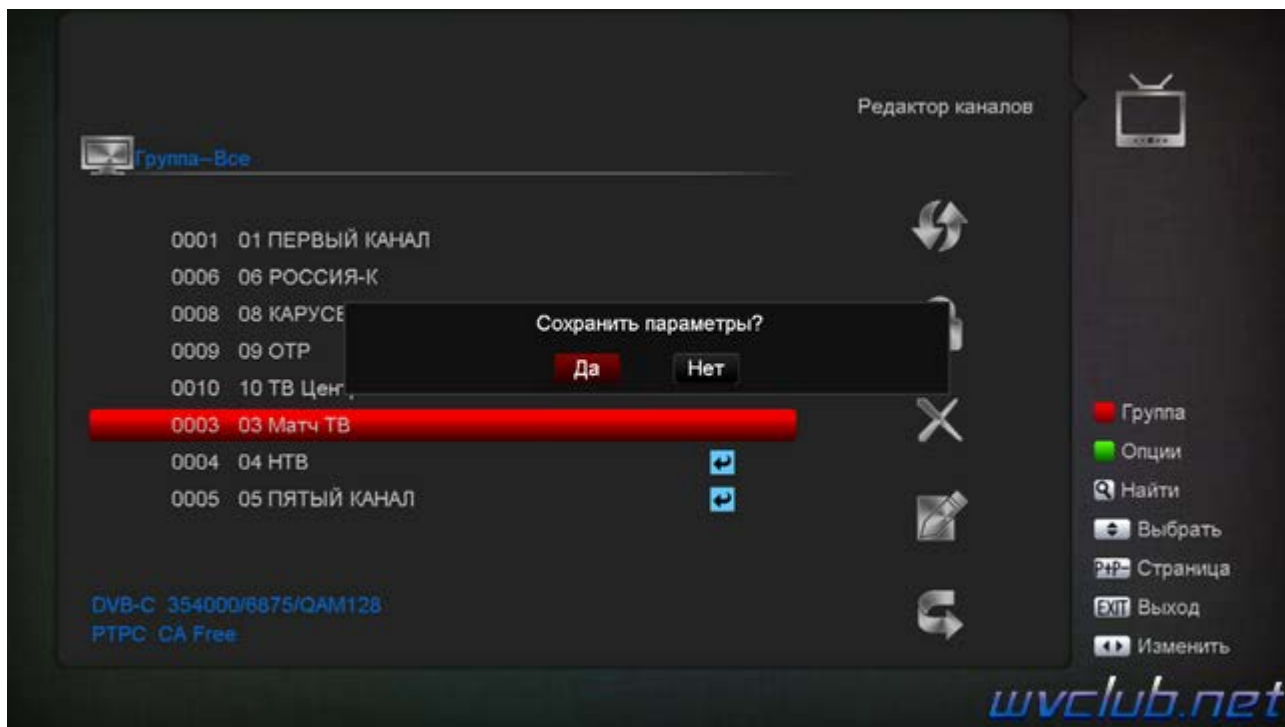 Редактор каналов
Группа-Все
0001 01 ПЕРВЫЙ КАНАЛ
0006 06 РОССИЯ-К
0008 08
0009 09 ОТР
0010 10 ТВ
0003 03 Матч ТВ
0004 04 НТВ
0005 05 ПЯТЫЙ КАНАЛ
Сохранить параметры?
Да Нет
DVB-C 354000/6875/QAM128
PTPC CA Free
Группа
Опции
Найти
Выбрать
P+P- Страница
EXIT Выход
Изменить
wvclub.net